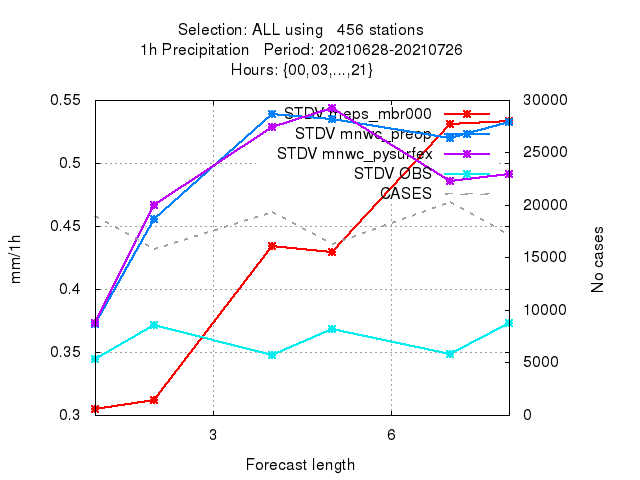 Selection: ALL using 456 stations
1h Precipitation Period: 20210628-20210726
Hours: {00,03,...,21}
0.55
0.5
0.45
0.4
0.35
0.3
mm/1h
STDV meps_mbr000
STDV mnwc_preop
STDV mnwc_pysurfex
STDV OBS
CASES
30000
25000
20000
15000
10000
5000
0
No cases
3
6
Forecast length